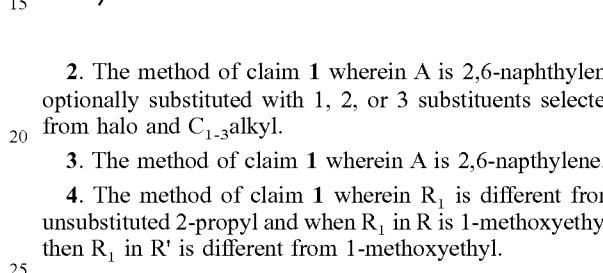 15
2. The method of claim 1 wherein A is 2,6-naphthylen
optionally substituted with 1, 2, or 3 substituents selecte
20 from halo and C1-3alkyl.
3. The method of claim 1 wherein A is 2,6-napthylene.
4. The method of claim 1 wherein R1 is different from
unsubstituted 2-propyl and when R1 in R is 1-methoxyethy
then R1 in R' is different from 1-methoxyethyl.
25